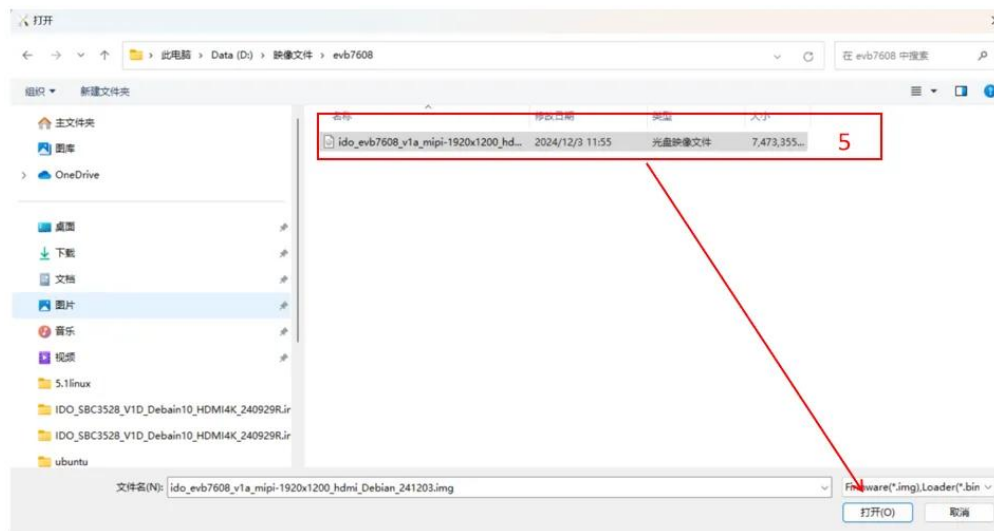 打开
此电脑 › Data (D:) › 映像文件 › evb7608
在 evb7608 中搜索
组织 新建文件夹
主文件夹
图库
OneDrive
桌面
下载
文档
图片
音乐
视频
5.1linux
IDO_SBC3528_V1D_Debain10_HDMI4K_240929R.ir
IDO_SBC3528_V1D_Debain10_HDMI4K_240929R.ir
ubuntu
名称 修改日期 类型 大小
ido_evb7608_v1a_mipi-1920x1200_hd... 2024/12/3 11:55 光盘映像文件 7,473,355... 5
文件名(N): ido_evb7608_v1a_mipi-1920x1200_hdmi_Debian_241203.img Firmware(*.img),Loader(*.bin
打开(O) 取消